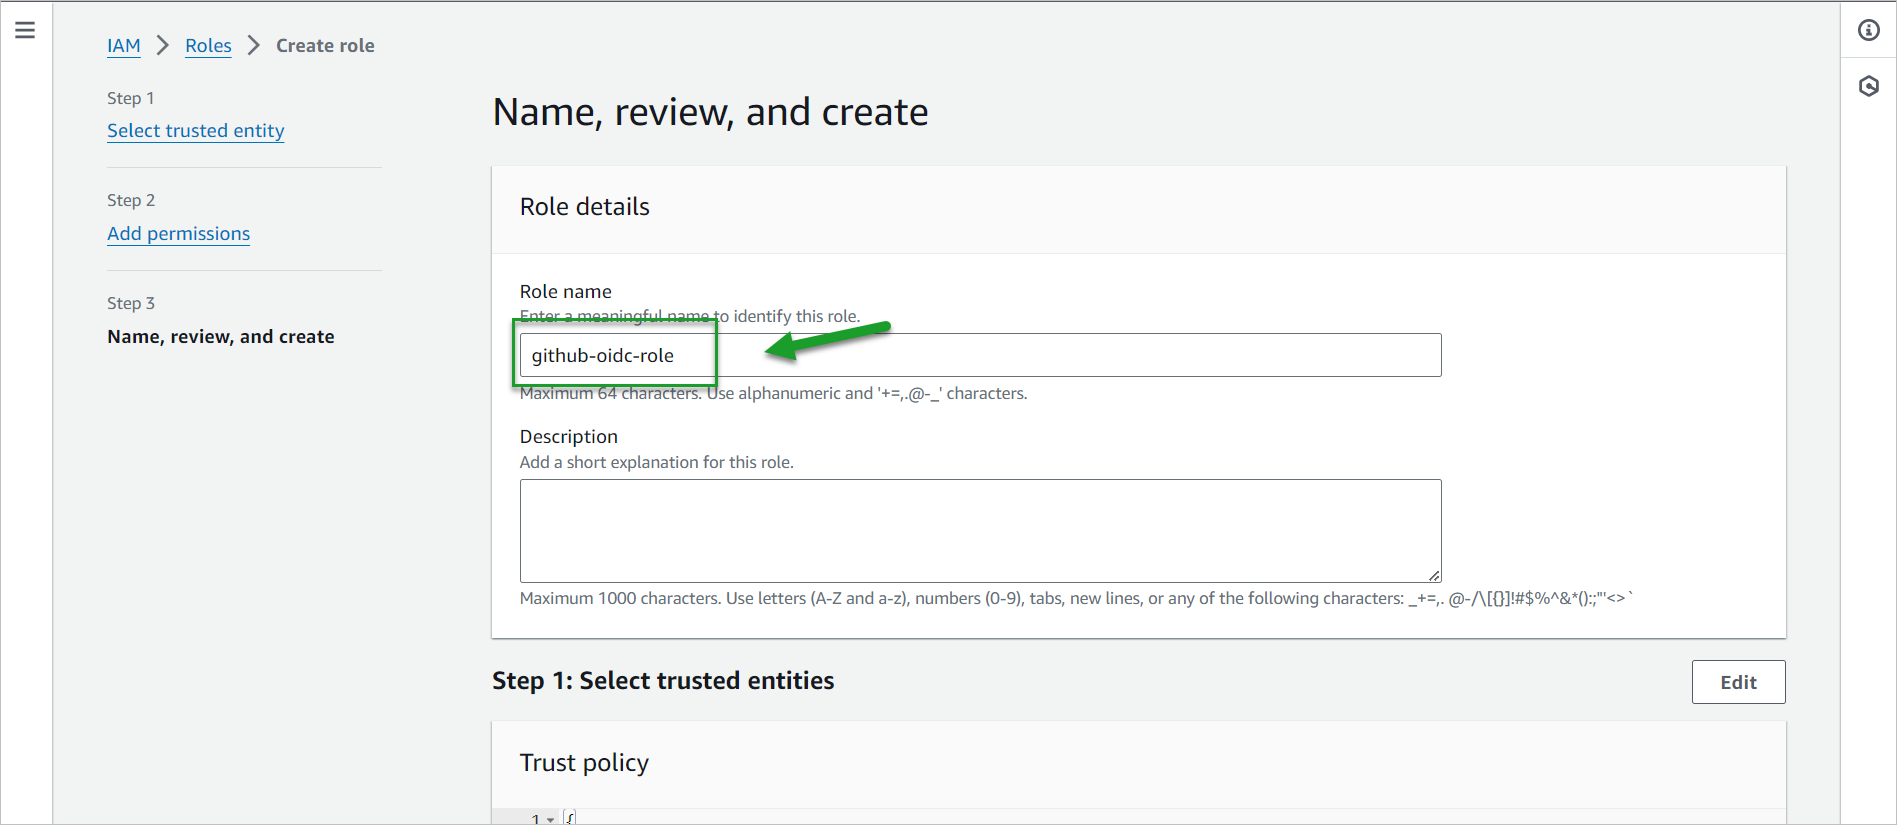 IAM > Roles > Create role
Step 1
Select trusted entity
Step 2
Add permissions
Step 3
Name, review, and create
Name, review, and create
Role details
Role name
Enter a meaningful name to identify this role.
github-oidc-role
Maximum 64 characters. Use alphanumeric and '+=,.@-_' characters.
Description
Add a short explanation for this role.
Maximum 1000 characters. Use letters (A-Z and a-z), numbers (0-9), tabs, new lines, or any of the following characters: _+=,. @-/\[{}]!#$%^&*():;"'<>`
Step 1: Select trusted entities
Edit
Trust policy
1 {